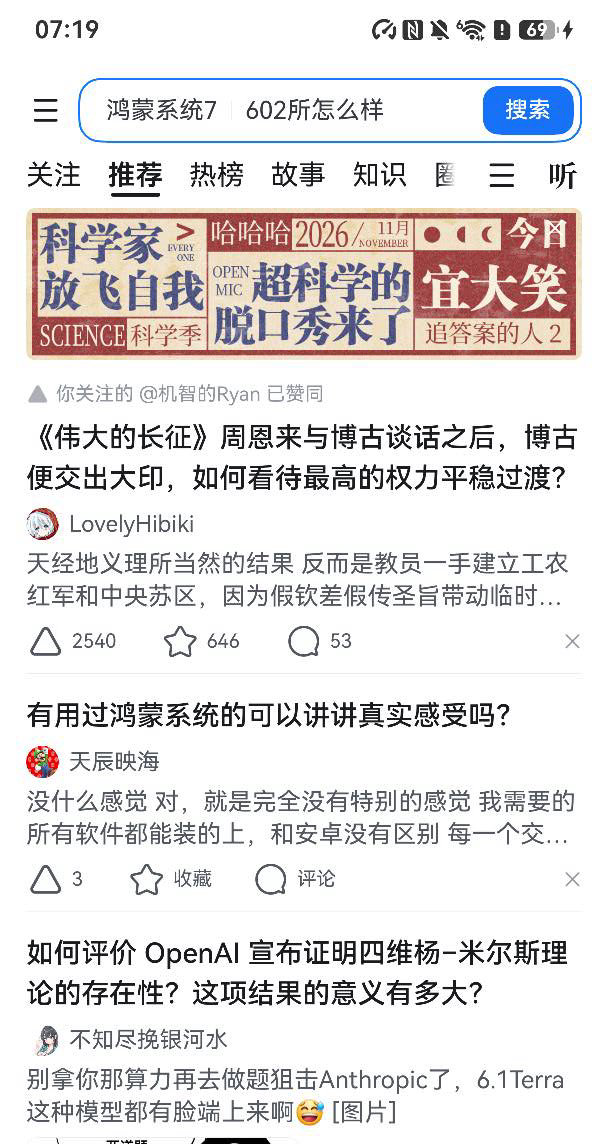 07:19
69
鸿蒙系统7 602所怎么样 搜索
关注 推荐 热榜 故事 知识 圈 听
科学家
放飞自我
EVERY
ONE
SCIENCE 科学季
哈哈哈 2026/ 11月
NOVEMBER
OPEN
MIC
超科学的
脱口秀来了
今日
宜大笑
追答案的人 2
你关注的 @机智的Ryan 已赞同
《伟大的长征》周恩来与博古谈话之后，博古
便交出大印，如何看待最高的权力平稳过渡？
LovelyHibiki
天经地义理所当然的结果 反而是教员一手建立工农
红军和中央苏区，因为假钦差假传圣旨带动临时…
2540 646 53
有用过鸿蒙系统的可以讲讲真实感受吗？
天辰映海
没什么感觉 对，就是完全没有特别的感觉 我需要的
所有软件都能装的上，和安卓没有区别 每一个交…
3 收藏 评论
如何评价 OpenAI 宣布证明四维杨–米尔斯理
论的存在性？这项结果的意义有多大？
不知尽挽银河水
别拿你那算力再去做题狙击Anthropic了，6.1Terra
这种模型都有脸端上来啊😅 [图片]